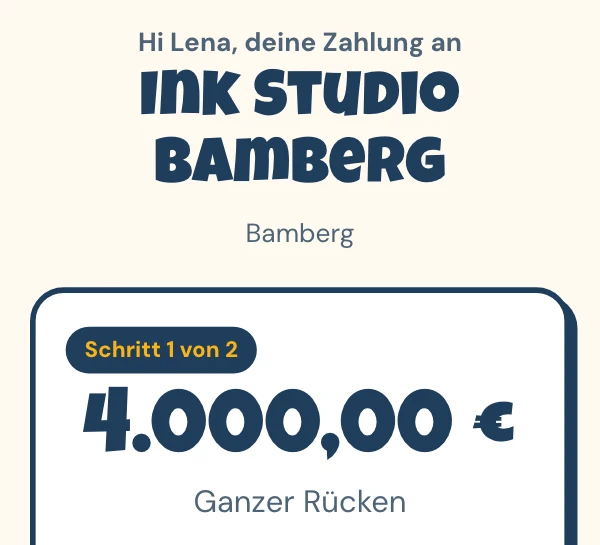 Hi Lena, deine Zahlung an
Ink Studio
Bamberg
Bamberg
Schritt 1 von 2
4.000,00 €
Ganzer Rücken